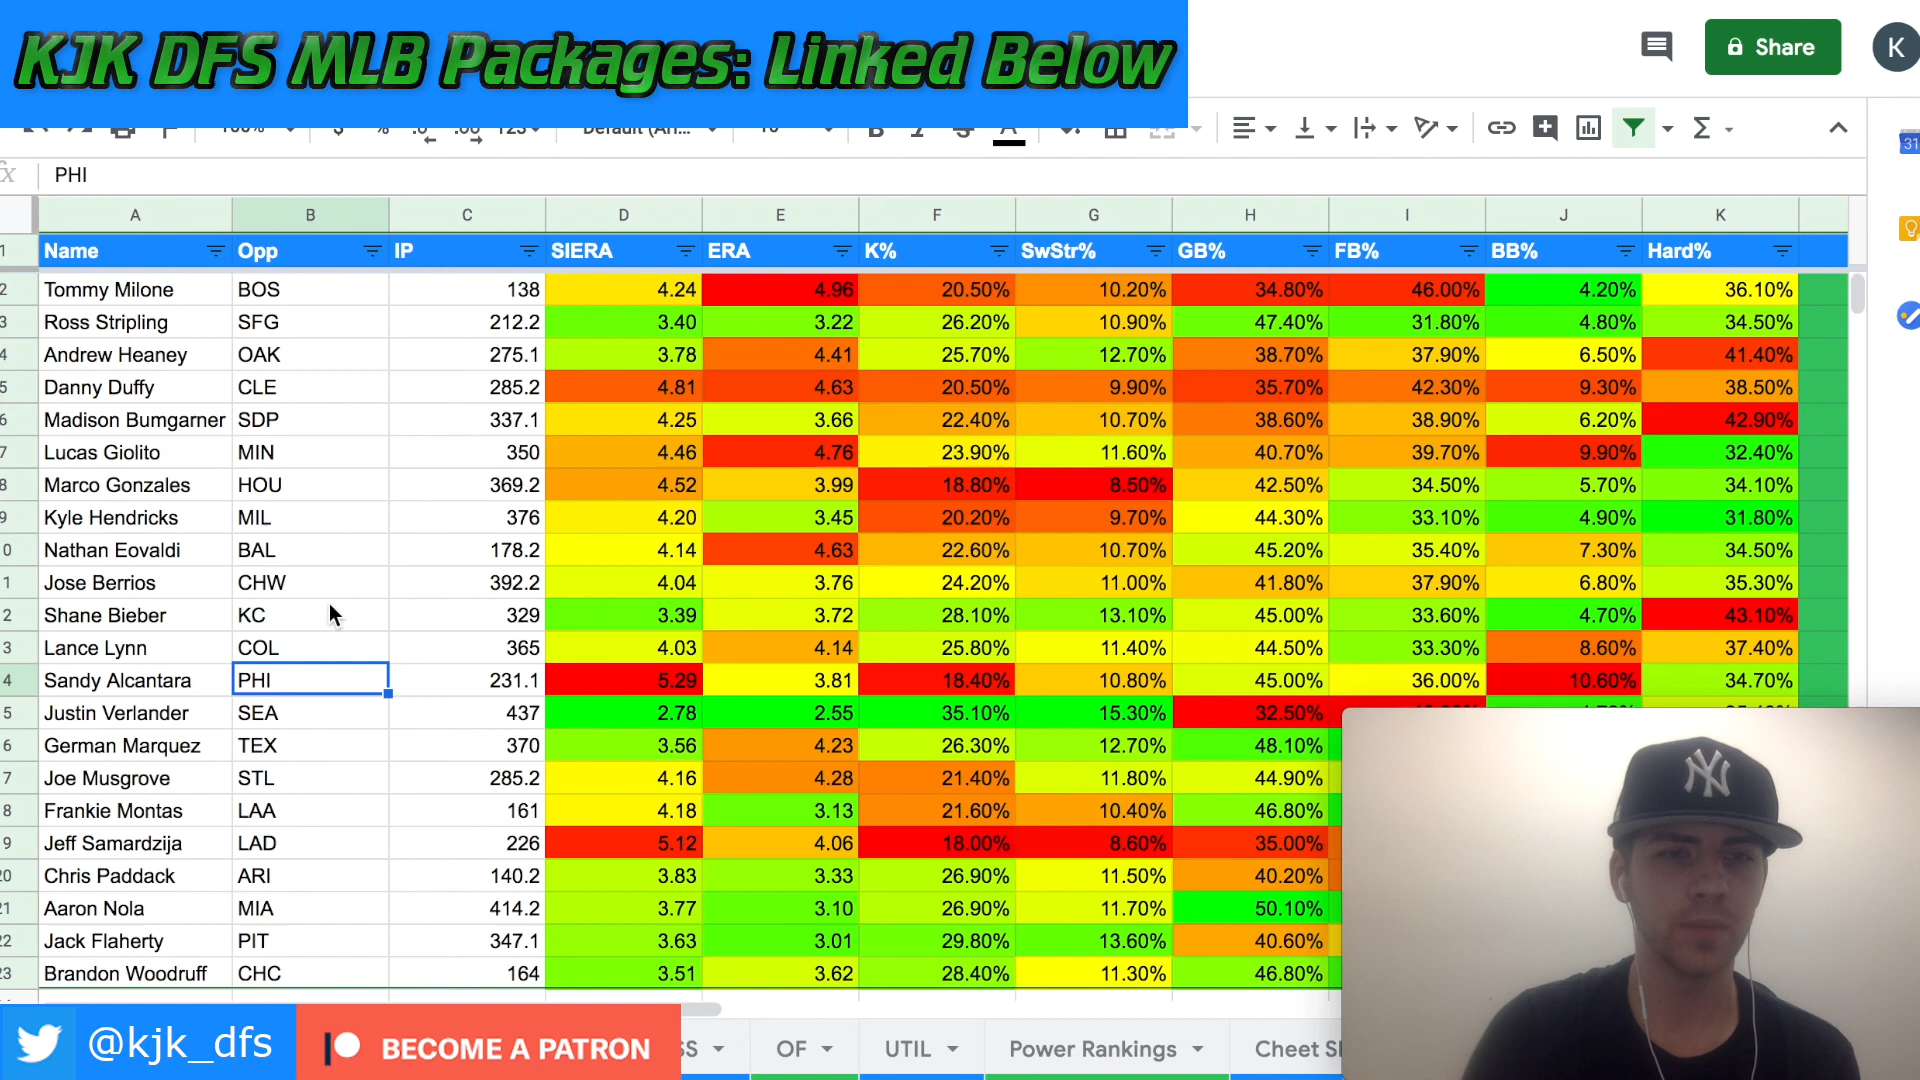 KJK DFS MLB Packages: Linked Below
Share
K
PHI
A B C D E F G H I J K
Name Opp IP SIERA ERA K% SwStr% GB% FB% BB% Hard%
Tommy Milone BOS 138 4.24 4.96 20.50% 10.20% 34.80% 46.00% 4.20% 36.10%
Ross Stripling SFG 212.2 3.40 3.22 26.20% 10.90% 47.40% 31.80% 4.80% 34.50%
Andrew Heaney OAK 275.1 3.78 4.41 25.70% 12.70% 38.70% 37.90% 6.50% 41.40%
Danny Duffy CLE 285.2 4.81 4.63 20.50% 9.90% 35.70% 42.30% 9.30% 38.50%
Madison Bumgarner SDP 337.1 4.25 3.66 22.40% 10.70% 38.60% 38.90% 6.20% 42.90%
Lucas Giolito MIN 350 4.46 4.76 23.90% 11.60% 40.70% 39.70% 9.90% 32.40%
Marco Gonzales HOU 369.2 4.52 3.99 18.80% 8.50% 42.50% 34.50% 5.70% 34.10%
Kyle Hendricks MIL 376 4.20 3.45 20.20% 9.70% 44.30% 33.10% 4.90% 31.80%
Nathan Eovaldi BAL 178.2 4.14 4.63 22.60% 10.70% 45.20% 35.40% 7.30% 34.50%
Jose Berrios CHW 392.2 4.04 3.76 24.20% 11.00% 41.80% 37.90% 6.80% 35.30%
Shane Bieber KC 329 3.39 3.72 28.10% 13.10% 45.00% 33.60% 4.70% 43.10%
Lance Lynn COL 365 4.03 4.14 25.80% 11.40% 44.50% 33.30% 8.60% 37.40%
Sandy Alcantara PHI 231.1 5.29 3.81 18.40% 10.80% 45.00% 36.00% 10.60% 34.70%
Justin Verlander SEA 437 2.78 2.55 35.10% 15.30% 32.50%
German Marquez TEX 370 3.56 4.23 26.30% 12.70% 48.10%
Joe Musgrove STL 285.2 4.16 4.28 21.40% 11.80% 44.90%
Frankie Montas LAA 161 4.18 3.13 21.60% 10.40% 46.80%
Jeff Samardzija LAD 226 5.12 4.06 18.00% 8.60% 35.00%
Chris Paddack ARI 140.2 3.83 3.33 26.90% 11.50% 40.20%
Aaron Nola MIA 414.2 3.77 3.10 26.90% 11.70% 50.10%
Jack Flaherty PIT 347.1 3.63 3.01 29.80% 13.60% 40.60%
Brandon Woodruff CHC 164 3.51 3.62 28.40% 11.30% 46.80%
@kjk_dfs BECOME A PATRON OF UTIL Power Rankings Cheet